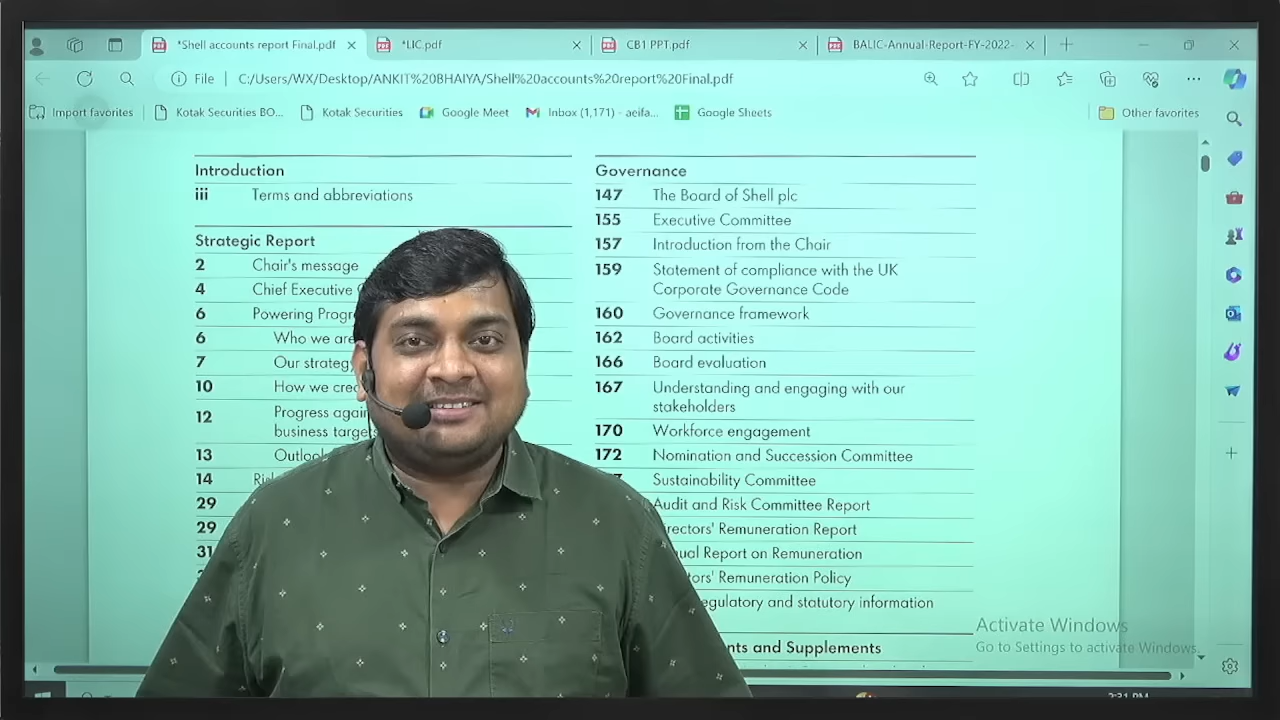 *Shell accounts report Final.pdf
*LIC.pdf
CB1 PPT.pdf
BALIC-Annual-Report-FY-2022-
File
C:/Users/WX/Desktop/ANKIT%20BHAIYA/Shell%20accounts%20report%20Final.pdf
Import favorites
Kotak Securities BO...
Kotak Securities
Google Meet
Inbox (1,171) - aeifa...
Google Sheets
Other favorites
Introduction
iii Terms and abbreviations
Strategic Report
2 Chair's message
4 Chief Executive
6 Powering Progr
6 Who we are
7 Our strateg
10 How we cre
12 Progress agai
business target
13 Outloo
14
29
29
31
Governance
147 The Board of Shell plc
155 Executive Committee
157 Introduction from the Chair
159 Statement of compliance with the UK
Corporate Governance Code
160 Governance framework
162 Board activities
166 Board evaluation
167 Understanding and engaging with our
stakeholders
170 Workforce engagement
172 Nomination and Succession Committee
Sustainability Committee
Audit and Risk Committee Report
irectors' Remuneration Report
ual Report on Remuneration
tors' Remuneration Policy
egulatory and statutory information
nts and Supplements
Activate Windows
Go to Settings to activate Windows.